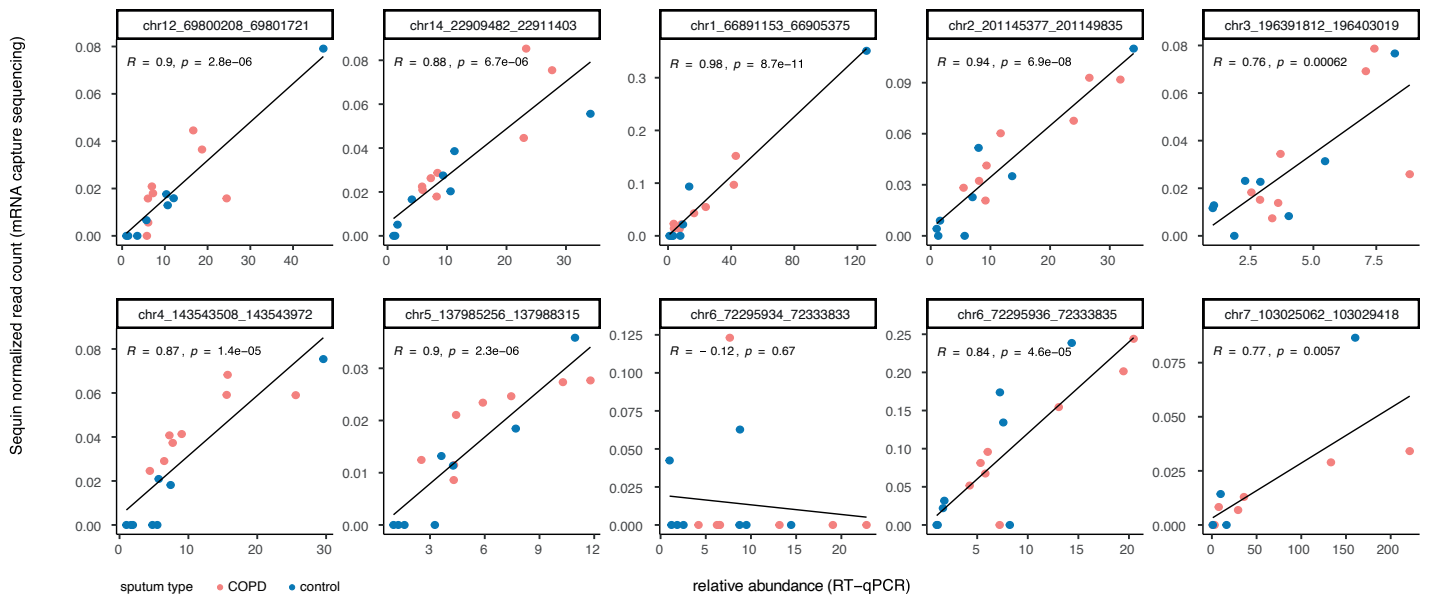 Sequin normalized read count (mRNA capture sequencing)
chr12_69800208_69801721
R = 0.9, p = 2.8e−06
0.08
0.06
0.04
0.02
0.00
0 10 20 30 40
chr14_22909482_22911403
R = 0.88, p = 6.7e−06
0.08
0.06
0.04
0.02
0.00
0 10 20 30
chr1_66891153_66905375
R = 0.98, p = 8.7e−11
0.3
0.2
0.1
0.0
0 40 80 120
chr2_201145377_201149835
R = 0.94, p = 6.9e−08
0.09
0.06
0.03
0.00
0 10 20 30
chr3_196391812_196403019
R = 0.76, p = 0.00062
0.08
0.06
0.04
0.02
0.00
2.5 5.0 7.5
chr4_143543508_143543972
R = 0.87, p = 1.4e−05
0.08
0.06
0.04
0.02
0.00
0 10 20 30
chr5_137985256_137988315
R = 0.9, p = 2.3e−06
0.03
0.02
0.01
0.00
3 6 9 12
chr6_72295934_72333833
R = −0.12, p = 0.67
0.125
0.100
0.075
0.050
0.025
0.000
0 5 10 15 20
chr6_72295936_72333835
R = 0.84, p = 4.6e−05
0.25
0.20
0.15
0.10
0.05
0.00
5 10 15 20
chr7_103025062_103029418
R = 0.77, p = 0.0057
0.075
0.050
0.025
0.000
0 50 100 150 200
sputum type COPD control
relative abundance (RT−qPCR)